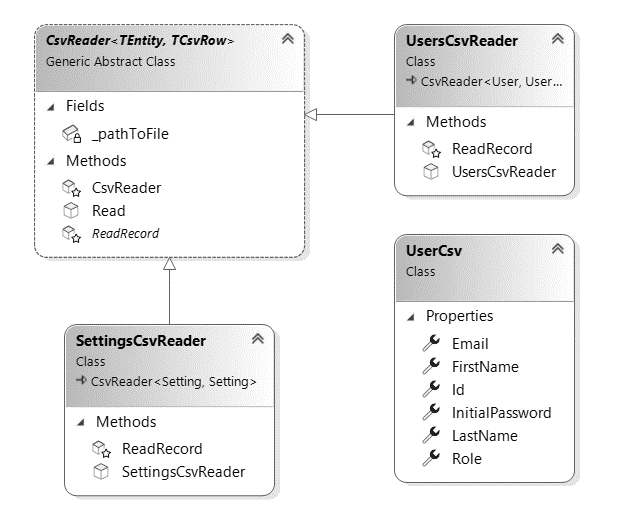 CsvReader<TEntity, TCsvRow>
Generic Abstract Class
Fields
_pathToFile
Methods
CsvReader
Read
ReadRecord
UsersCsvReader
Class
CsvReader<User, User...
Methods
ReadRecord
UsersCsvReader
SettingsCsvReader
Class
CsvReader<Setting, Setting>
Methods
ReadRecord
SettingsCsvReader
UserCsv
Class
Properties
Email
FirstName
Id
InitialPassword
LastName
Role